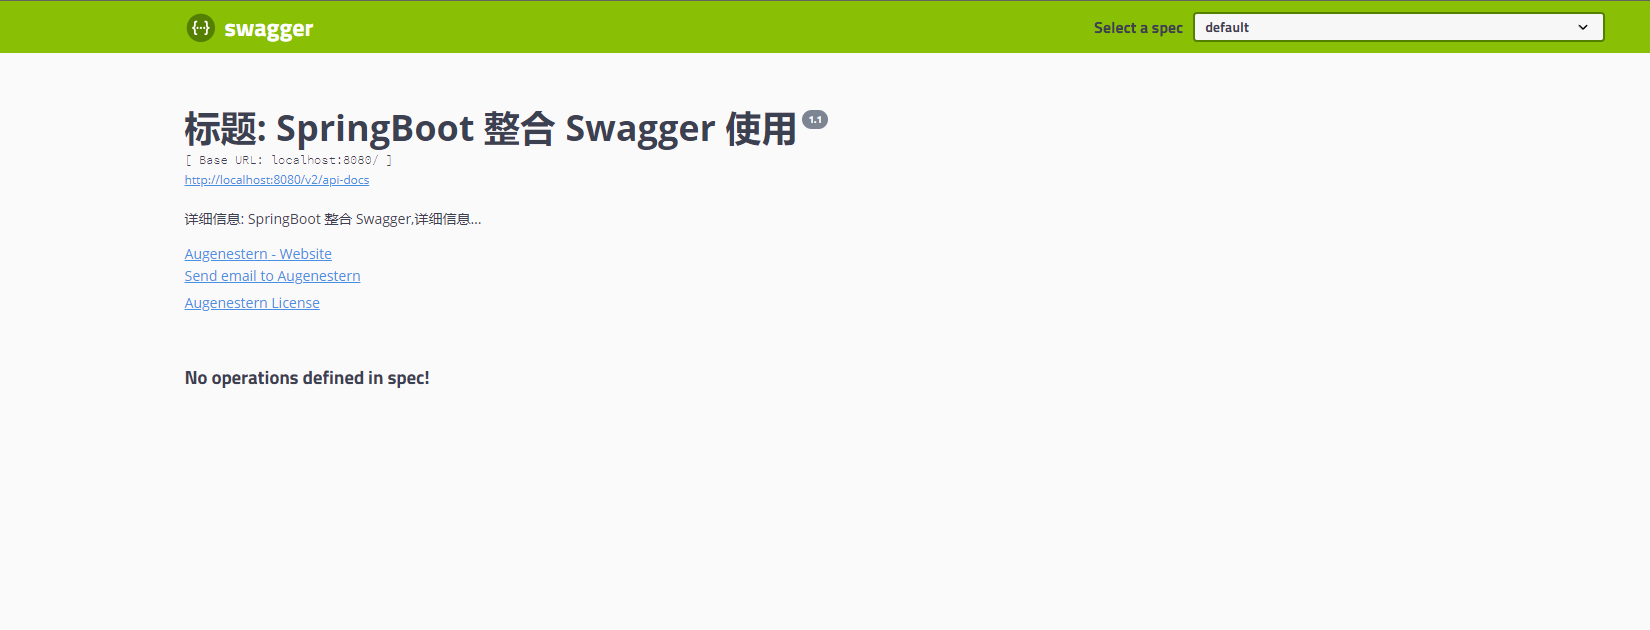 swagger
Select a spec
default
标题: SpringBoot 整合 Swagger 使用 1.1
[ Base URL: localhost:8080/ ]
http://localhost:8080/v2/api-docs
详细信息: SpringBoot 整合 Swagger,详细信息...
Augenestern - Website
Send email to Augenestern
Augenestern License
No operations defined in spec!